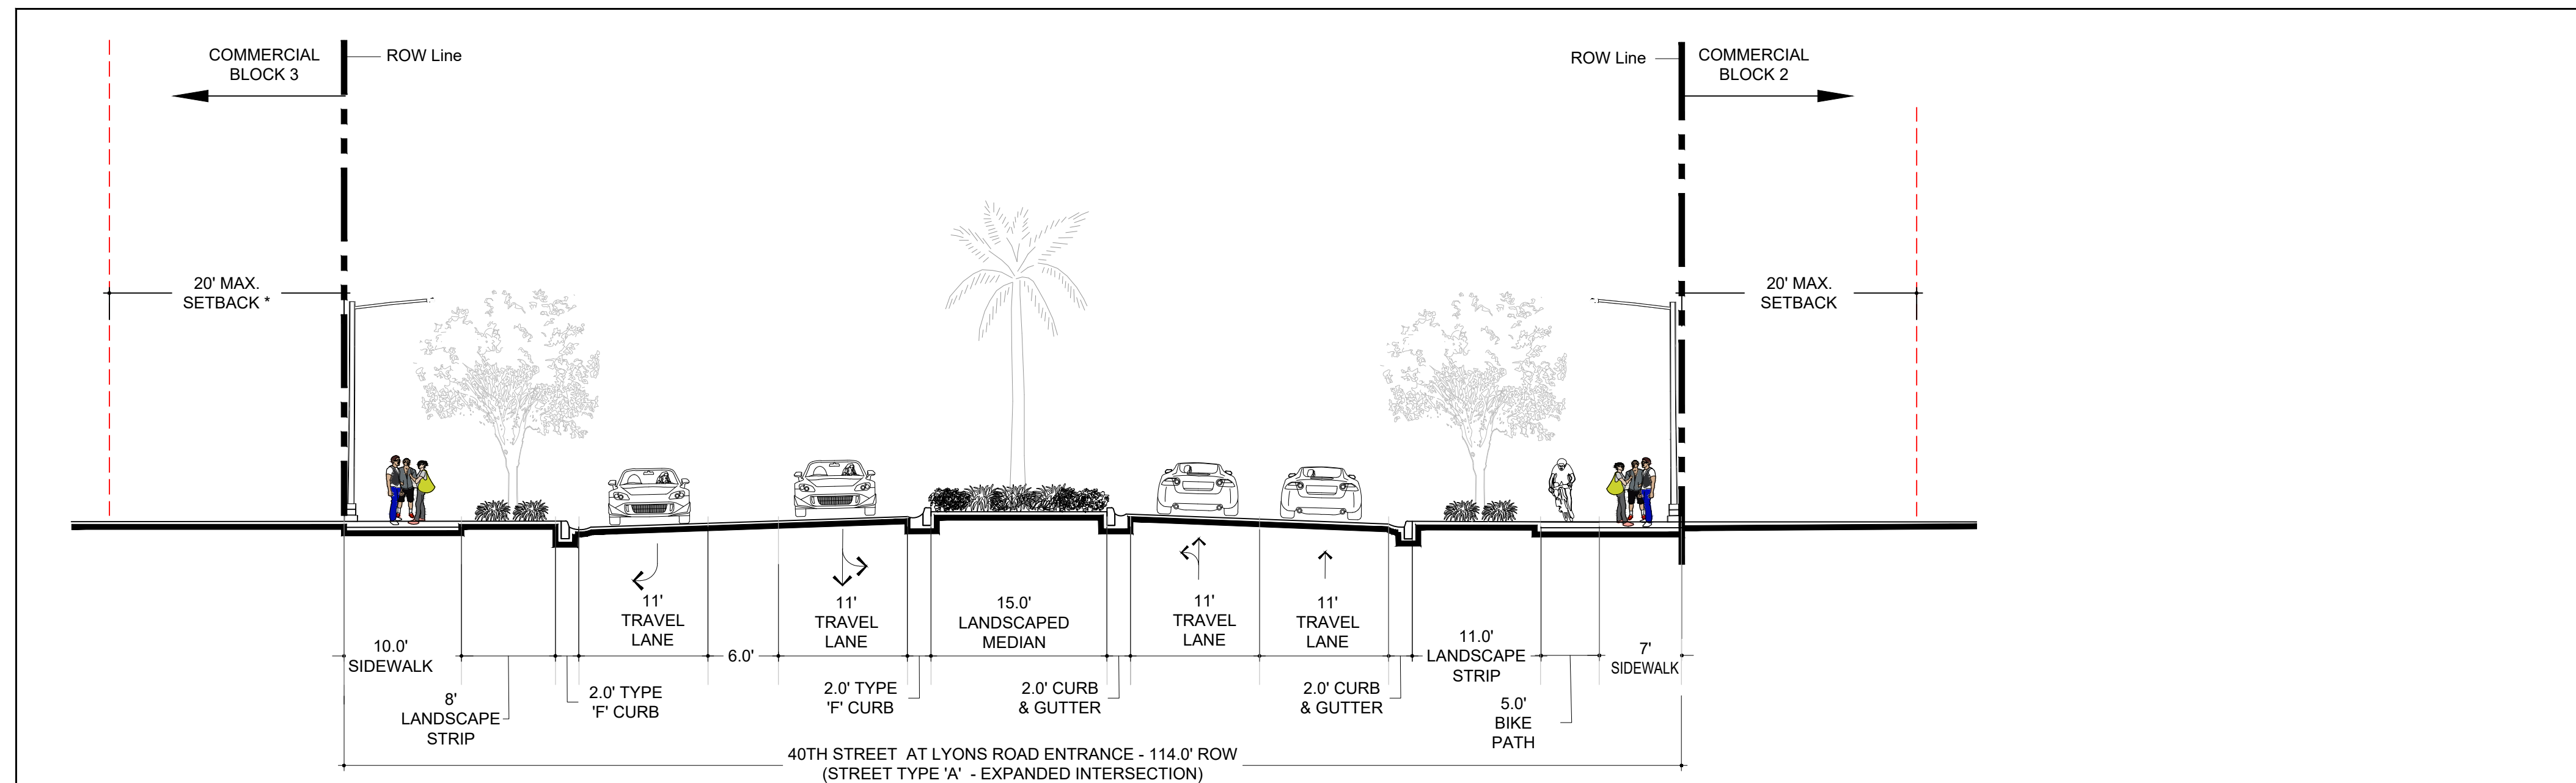 COMMERCIAL
BLOCK 3
ROW Line
ROW Line
COMMERCIAL
BLOCK 2
20' MAX.
SETBACK *
20' MAX.
SETBACK
10.0'
SIDEWALK
8'
LANDSCAPE
STRIP
2.0' TYPE
'F' CURB
11'
TRAVEL
LANE
6.0'
11'
TRAVEL
LANE
2.0' TYPE
'F' CURB
15.0'
LANDSCAPED
MEDIAN
2.0' CURB
& GUTTER
11'
TRAVEL
LANE
11'
TRAVEL
LANE
2.0' CURB
& GUTTER
11.0'
LANDSCAPE
STRIP
5.0'
BIKE
PATH
7'
SIDEWALK
40TH STREET  AT LYONS ROAD ENTRANCE - 114.0' ROW
(STREET TYPE 'A'  - EXPANDED INTERSECTION)